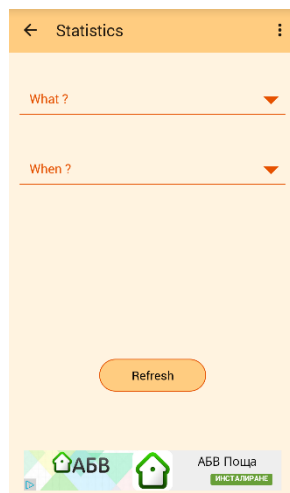 Statistics
What ?
When ?
Refresh
АБВ
АБВ Поща
ИНСТАЛИРАНЕ